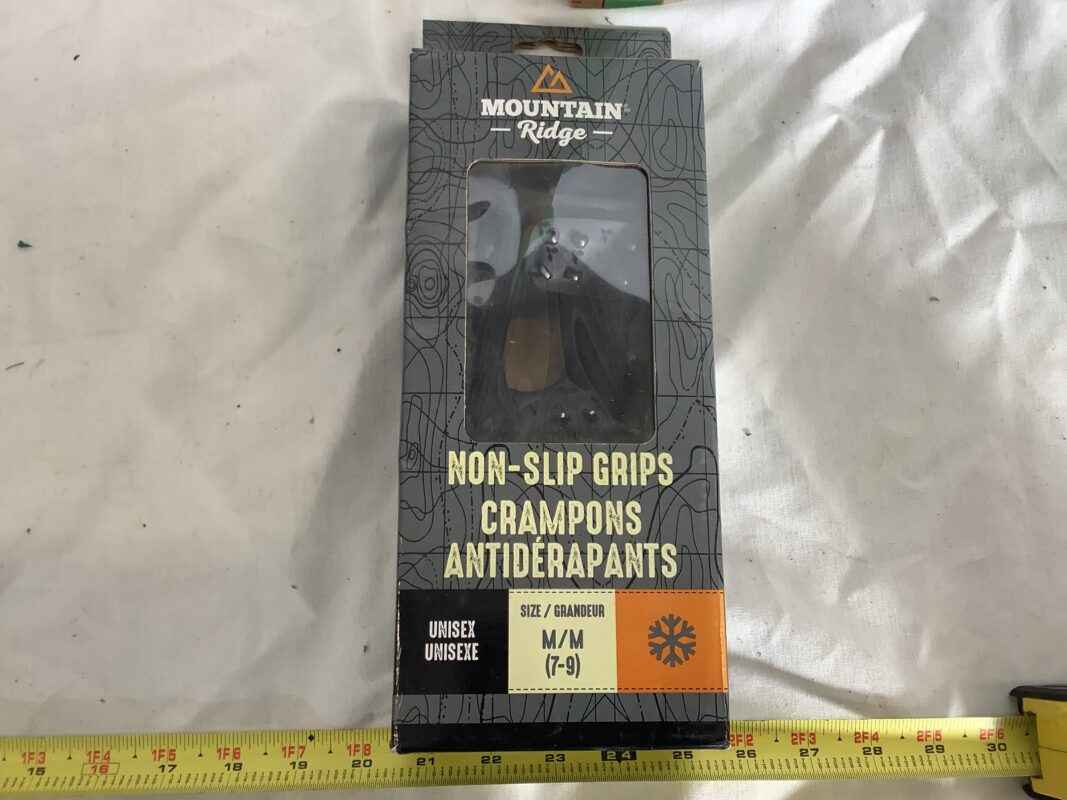 MOUNTAIN
Ridge
NON-SLIP GRIPS
CRAMPONS
ANTIDÉRAPANTS
UNISEX
UNISEXE
SIZE / GRANDEUR
M/M
(7-9)
1F3 1F4 1F5 1F6 1F7 1F8 2F2 2F3 2F4 2F5 2F6
15 16 17 18 19 20 21 22 23 24 25 26 27 28 29 30